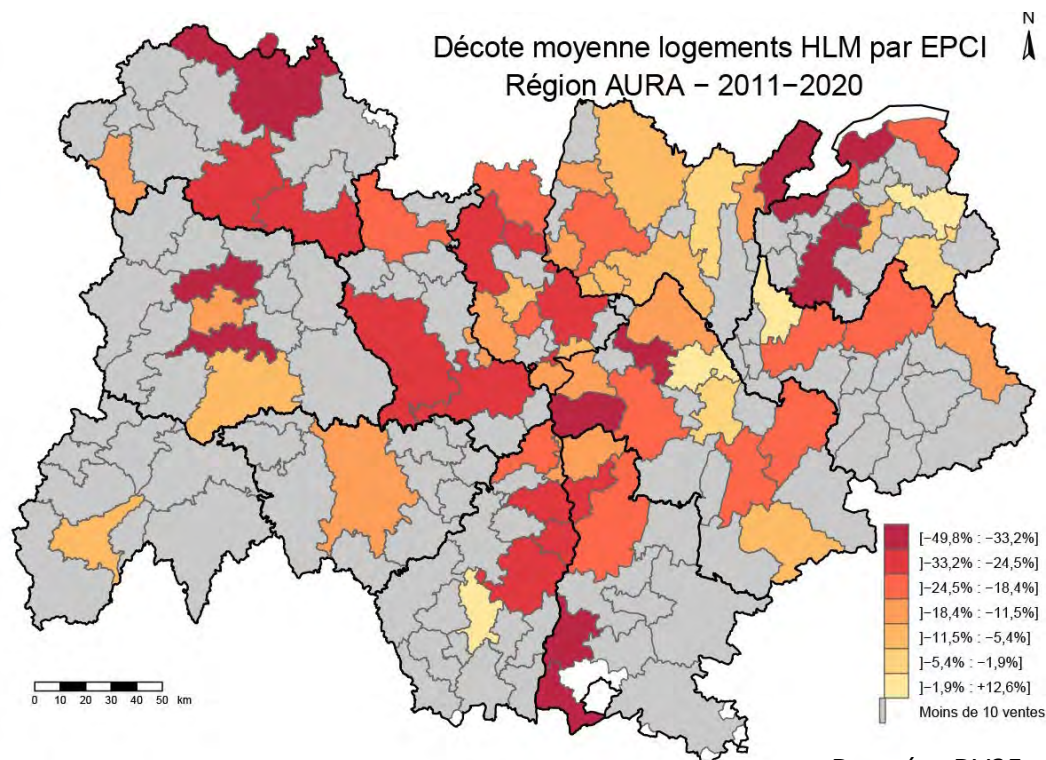 N
Décote moyenne logements HLM par EPCI
Région AURA − 2011−2020
]−49,8% : −33,2%]
]−33,2% : −24,5%]
]−24,5% : −18,4%]
]−18,4% : −11,5%]
]−11,5% : −5,4%]
]−5,4% : −1,9%]
]−1,9% : +12,6%]
Moins de 10 ventes
0 10 20 30 40 50 km